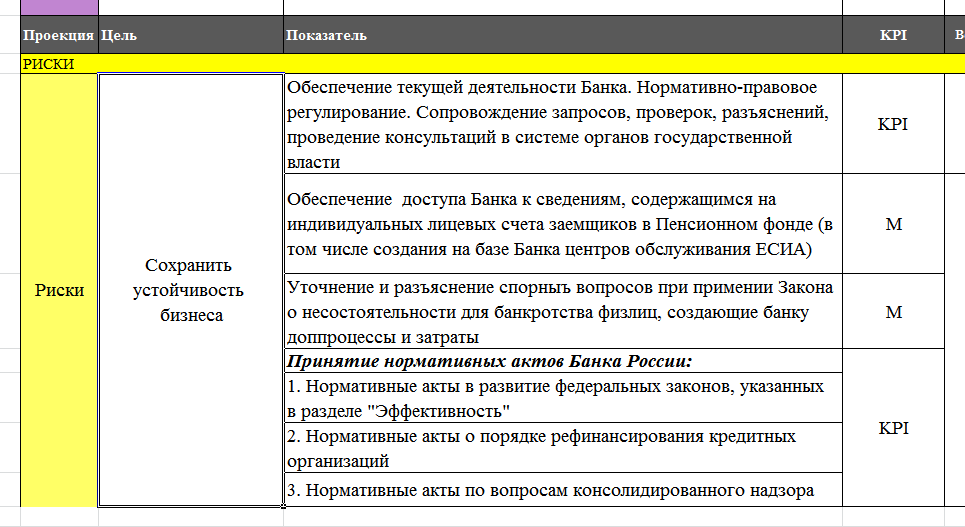 Проекция Цель Показатель KPI В
РИСКИ
Риски
Сохранить
устойчивость
бизнеса
Обеспечение текущей деятельности Банка. Нормативно-правовое
регулирование. Сопровождение запросов, проверок, разъяснений,
проведение консультаций в системе органов государственной
власти
KPI
Обеспечение доступа Банка к сведениям, содержащимся на
индивидуальных лицевых счета заемщиков в Пенсионном фонде (в
том числе создания на базе Банка центров обслуживания ЕСИА)
М
Уточнение и разъяснение спорныъ вопросов при примении Закона
о несостоятельности для банкротства физлиц, создающие банку
доппроцессы и затраты
М
Принятие нормативных актов Банка России:
1. Нормативные акты в развитие федеральных законов, указанных
в разделе "Эффективность"
2. Нормативные акты о порядке рефинансирования кредитных
организаций
3. Нормативные акты по вопросам консолидированного надзора
KPI